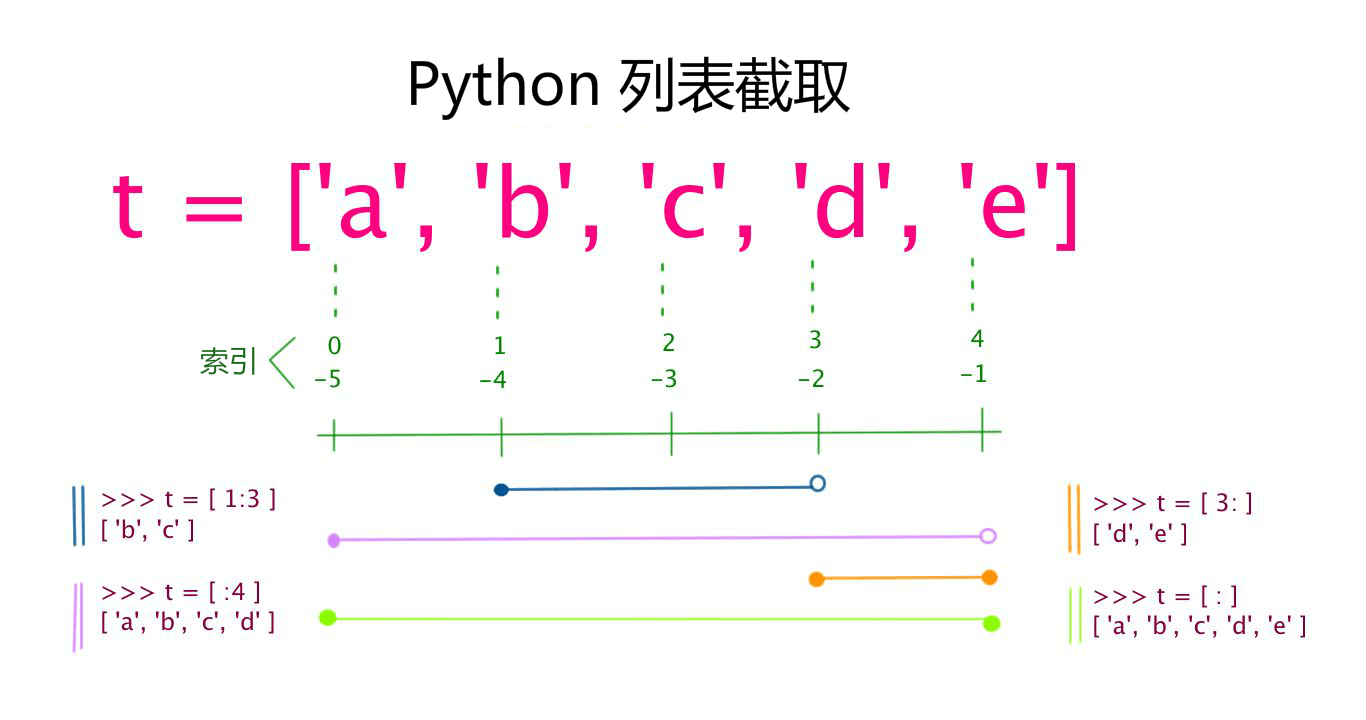 Python 列表截取
t = ['a', 'b', 'c', 'd', 'e']
索引
0 1 2 3 4
-5 -4 -3 -2 -1
>>> t = [ 1:3 ]
[ 'b', 'c' ]
>>> t = [ :4 ]
[ 'a', 'b', 'c', 'd' ]
>>> t = [ 3: ]
[ 'd', 'e' ]
>>> t = [ : ]
[ 'a', 'b', 'c', 'd', 'e' ]